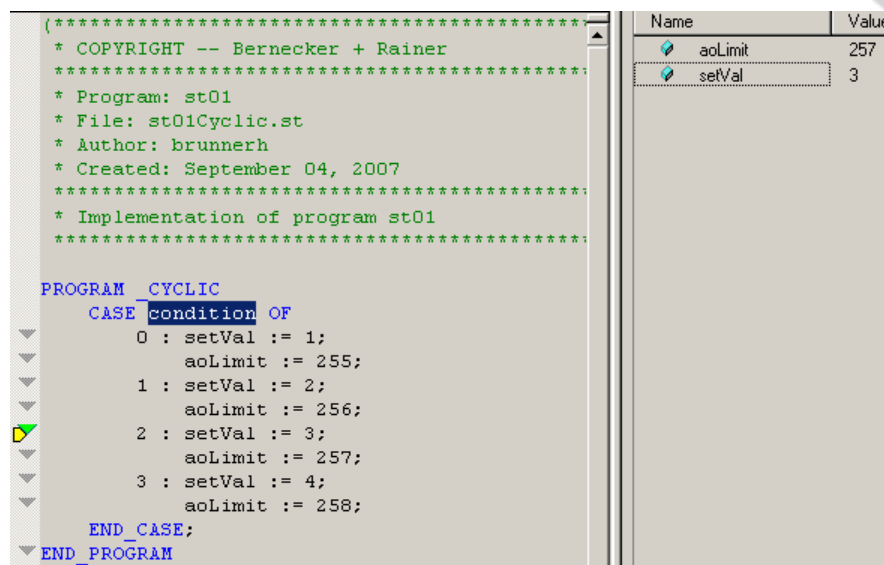 (*********************************************
* COPYRIGHT -- Bernecker + Rainer
*********************************************
* Program: st01
* File: st01Cyclic.st
* Author: brunnerh
* Created: September 04, 2007
*********************************************
* Implementation of program st01
*********************************************
PROGRAM _CYCLIC
CASE condition OF
0 : setVal := 1;
aoLimit := 255;
1 : setVal := 2;
aoLimit := 256;
2 : setVal := 3;
aoLimit := 257;
3 : setVal := 4;
aoLimit := 258;
END_CASE;
END_PROGRAM
Name Value
aoLimit 257
setVal 3